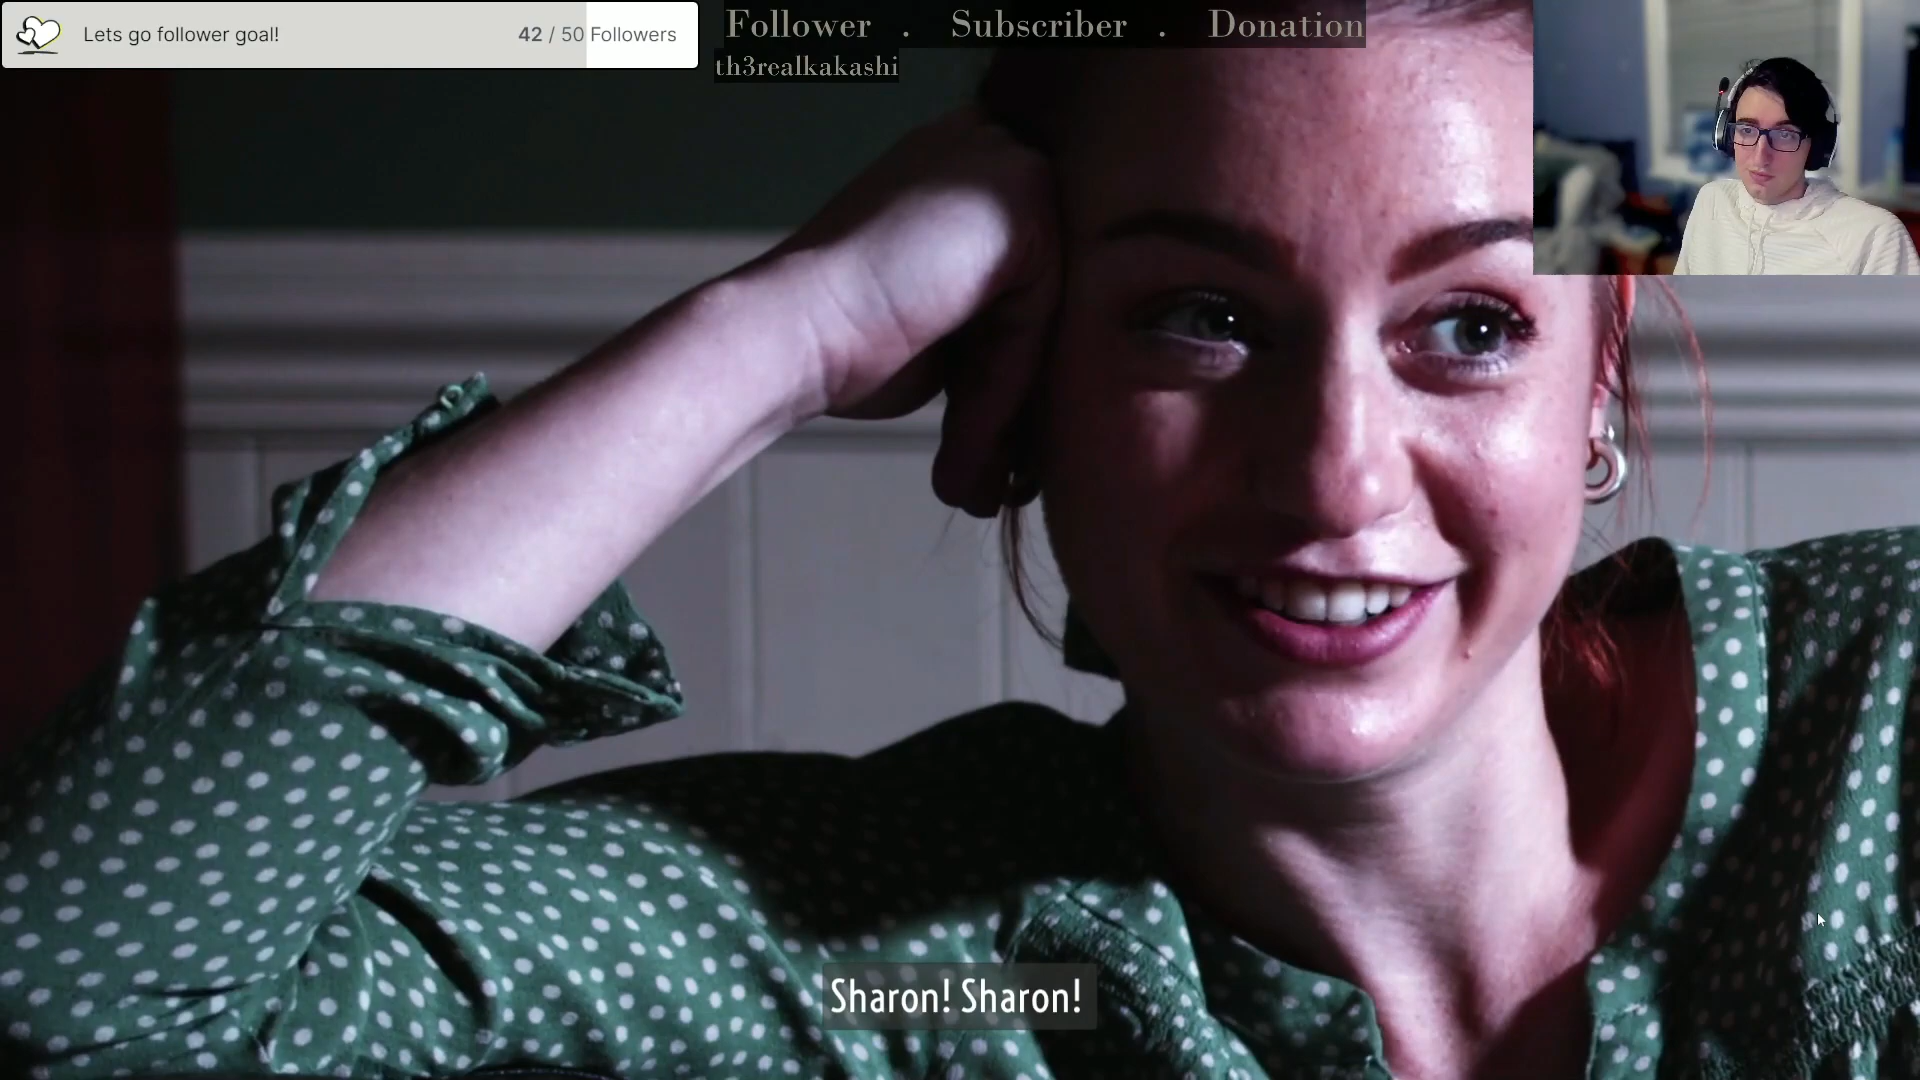 Lets go follower goal!
42 / 50 Followers
Follower . Subscriber . Donation
th3realkakashi
Sharon! Sharon!